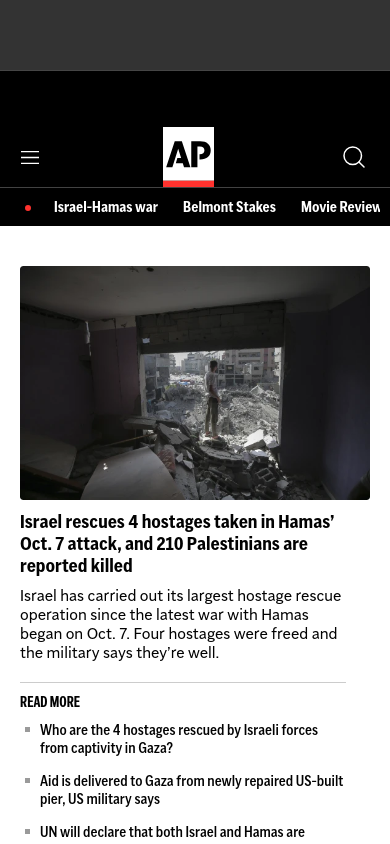 AP
Israel-Hamas war
Belmont Stakes
Movie Review
Israel rescues 4 hostages taken in Hamas’
Oct. 7 attack, and 210 Palestinians are
reported killed
Israel has carried out its largest hostage rescue
operation since the latest war with Hamas
began on Oct. 7. Four hostages were freed and
the military says they’re well.
READ MORE
Who are the 4 hostages rescued by Israeli forces
from captivity in Gaza?
Aid is delivered to Gaza from newly repaired US-built
pier, US military says
UN will declare that both Israel and Hamas are